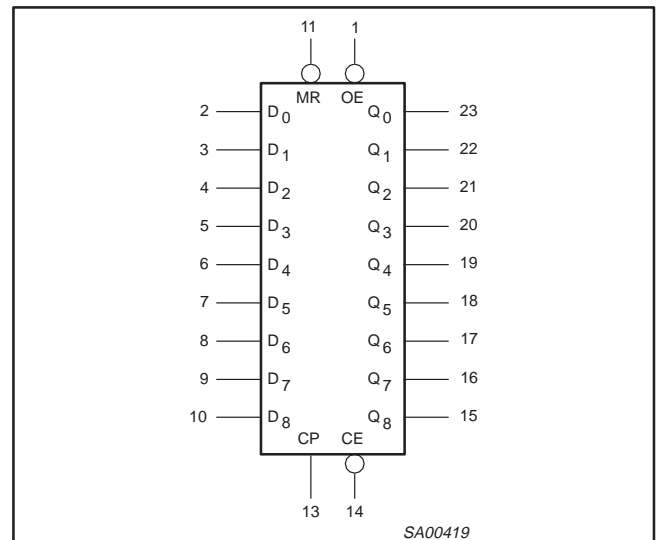 11 1
MR OE
2 D0 Q0 23
3 D1 Q1 22
4 D2 Q2 21
5 D3 Q3 20
6 D4 Q4 19
7 D5 Q5 18
8 D6 Q6 17
9 D7 Q7 16
10 D8 Q8 15
CP CE
13 14
SA00419